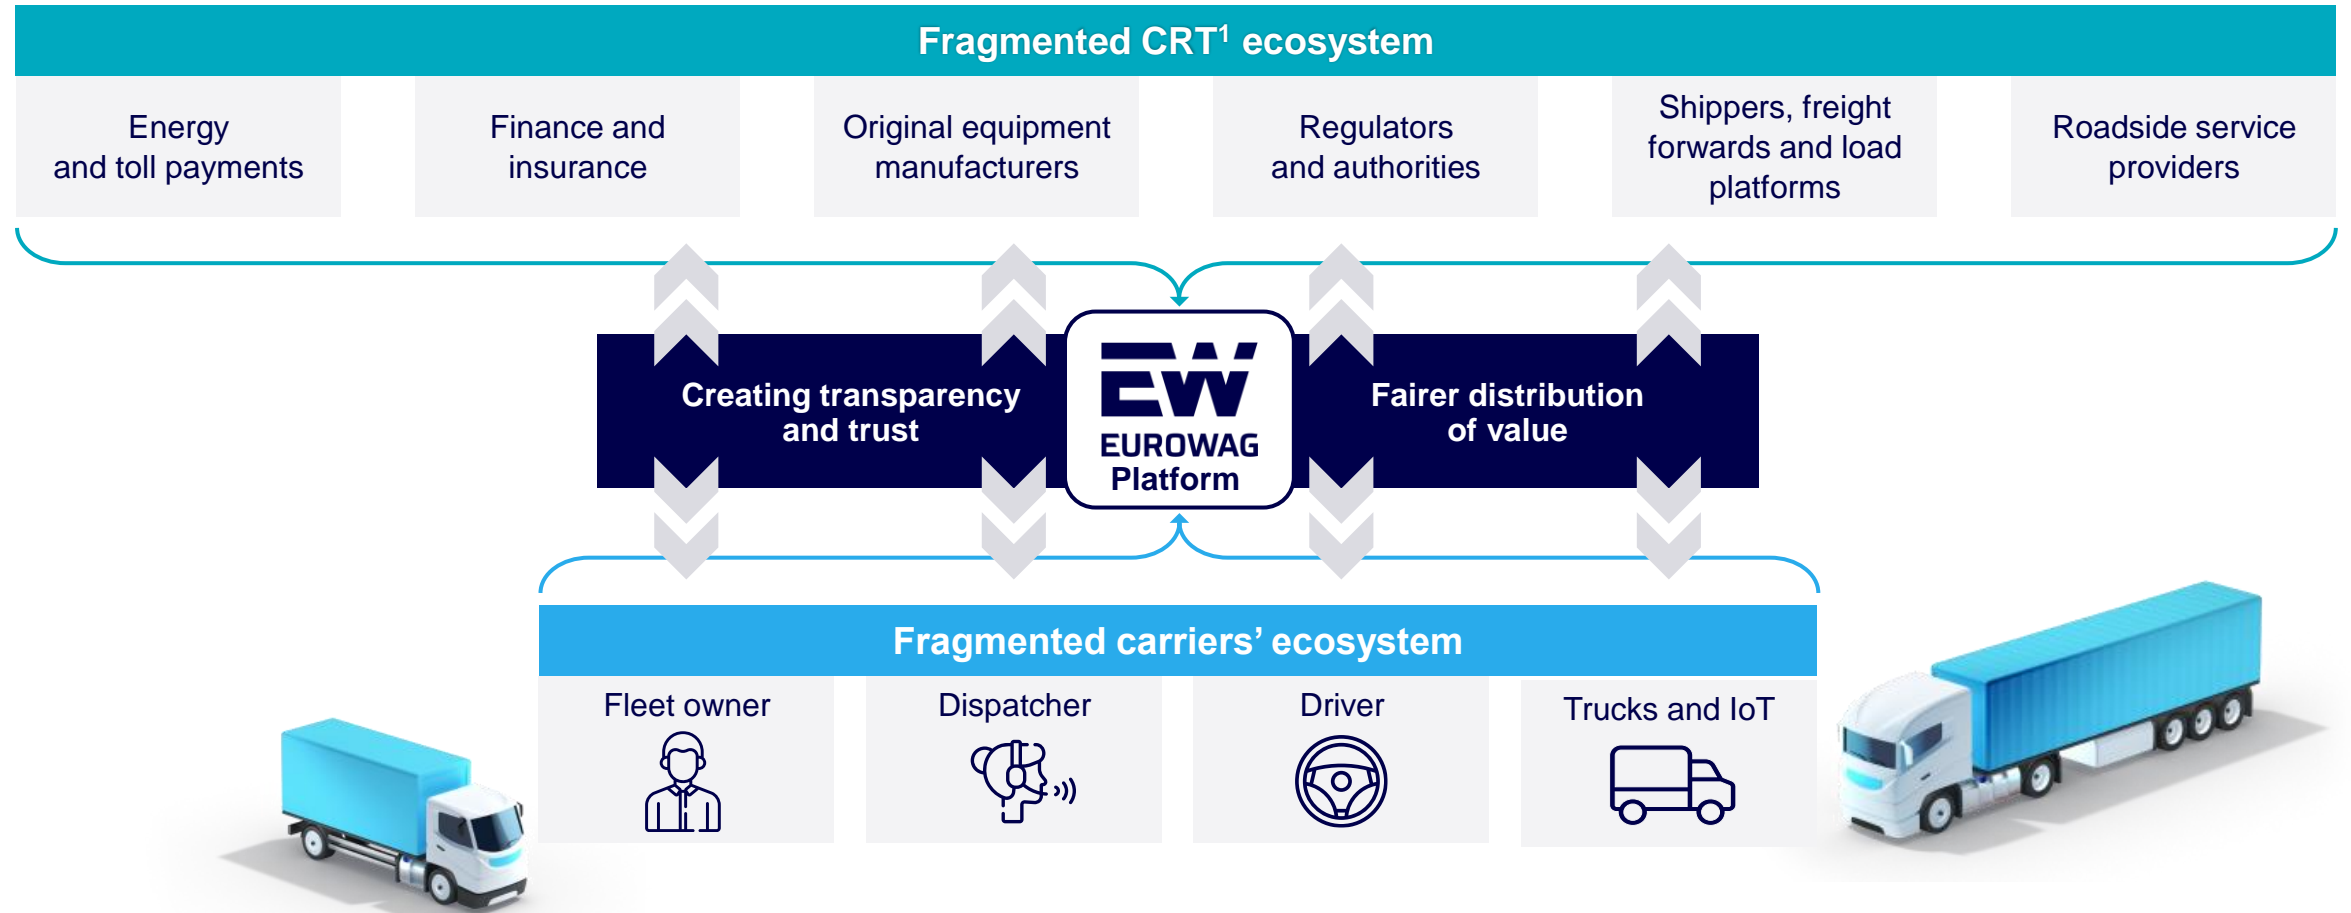 Fragmented CRT¹ ecosystem
Energy
and toll payments
Finance and
insurance
Original equipment
manufacturers
Regulators
and authorities
Shippers, freight
forwards and load
platforms
Roadside service
providers
Creating transparency
and trust
EW
EUROWAG
Platform
Fairer distribution
of value
Fragmented carriers’ ecosystem
Fleet owner
Dispatcher
Driver
Trucks and IoT